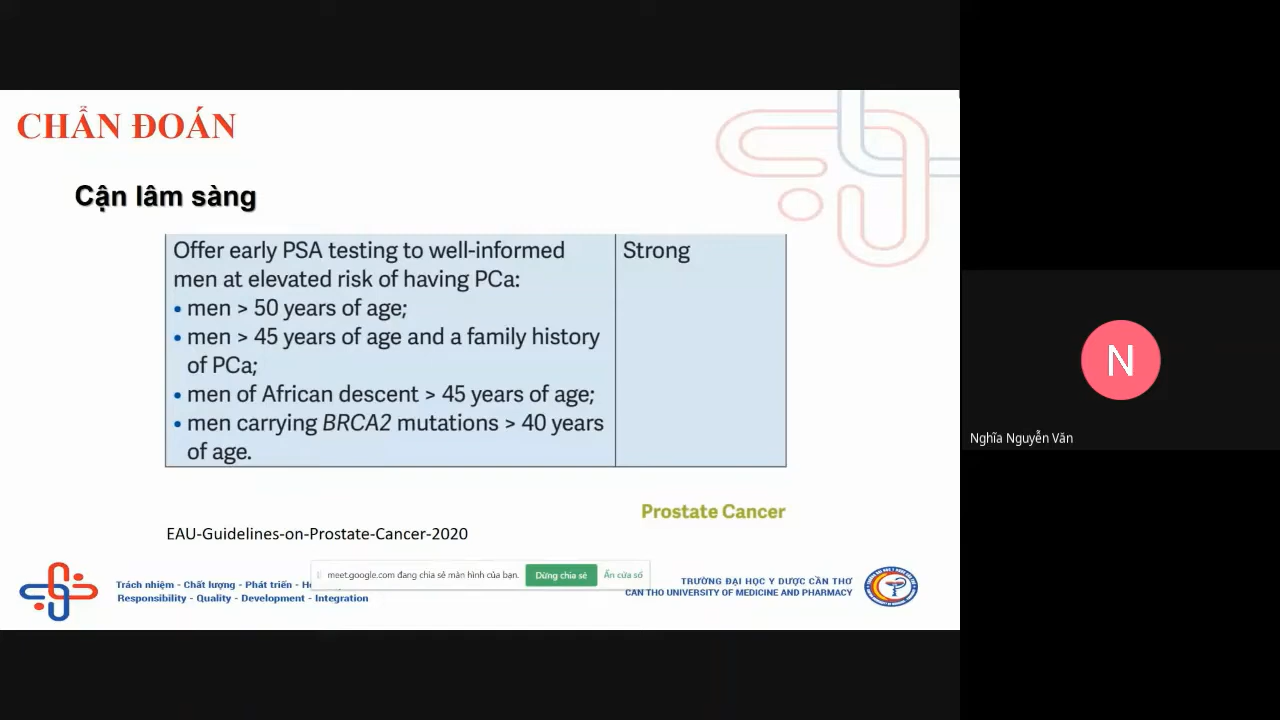 CHẨN ĐOÁN
Cận lâm sàng
Offer early PSA testing to well-informed
men at elevated risk of having PCa:
• men > 50 years of age;
• men > 45 years of age and a family history
of PCa;
• men of African descent > 45 years of age;
• men carrying BRCA2 mutations > 40 years
of age.
Strong
Prostate Cancer
EAU-Guidelines-on-Prostate-Cancer-2020
Trách nhiệm - Chất lượng - Phát triển -
Responsibility - Quality - Development - Integration
meet.google.com đang chia sẻ màn hình của bạn.
Dừng chia sẻ
Ẩn cửa sổ
TRƯỜNG ĐẠI HỌC Y DƯỢC CẦN THƠ
CAN THO UNIVERSITY OF MEDICINE AND PHARMACY
N
Nghĩa Nguyễn Văn